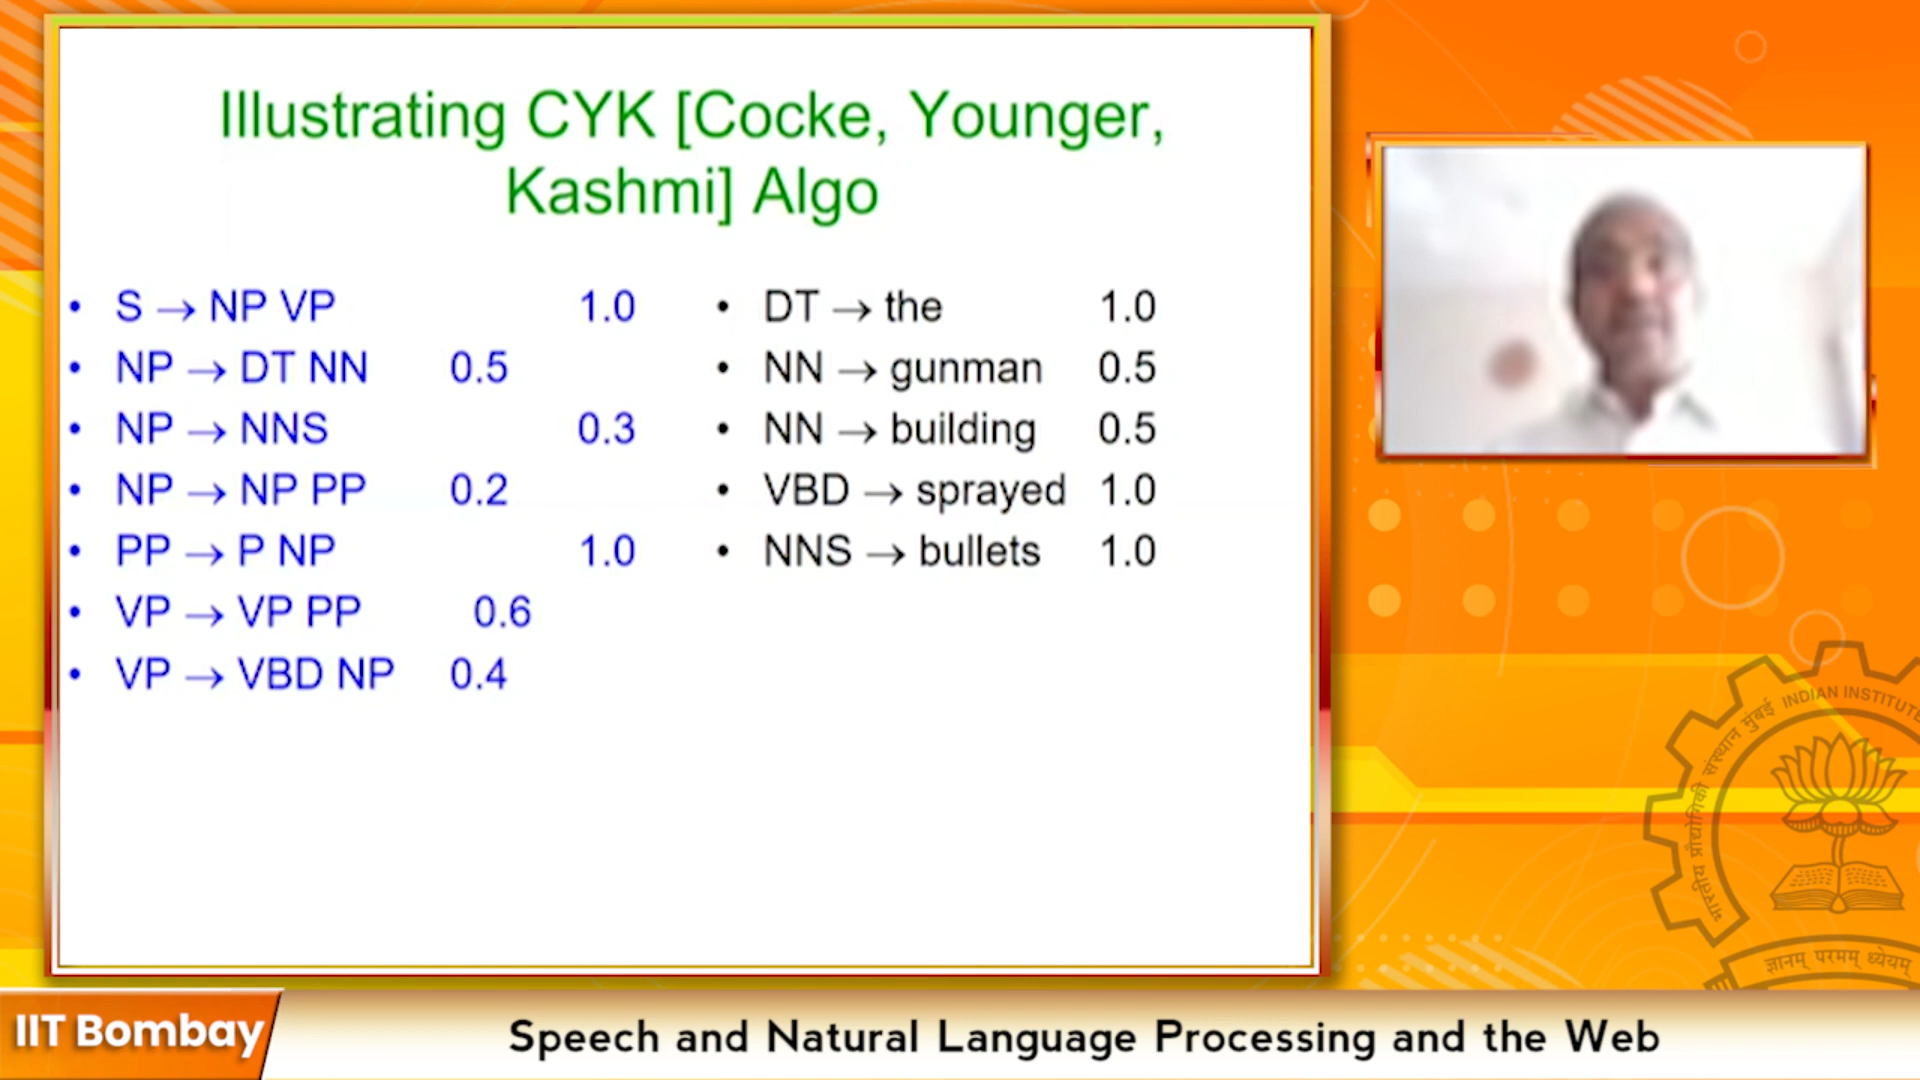 Illustrating CYK [Cocke, Younger,
Kashmi] Algo
• S → NP VP 1.0
• NP → DT NN 0.5
• NP → NNS 0.3
• NP → NP PP 0.2
• PP → P NP 1.0
• VP → VP PP 0.6
• VP → VBD NP 0.4
• DT → the 1.0
• NN → gunman 0.5
• NN → building 0.5
• VBD → sprayed 1.0
• NNS → bullets 1.0
भारतीय प्रौद्योगिकी संस्थान मुंबई INDIAN INSTITUTE
ज्ञानम् परमम् ध्येयम्
IIT Bombay
Speech and Natural Language Processing and the Web